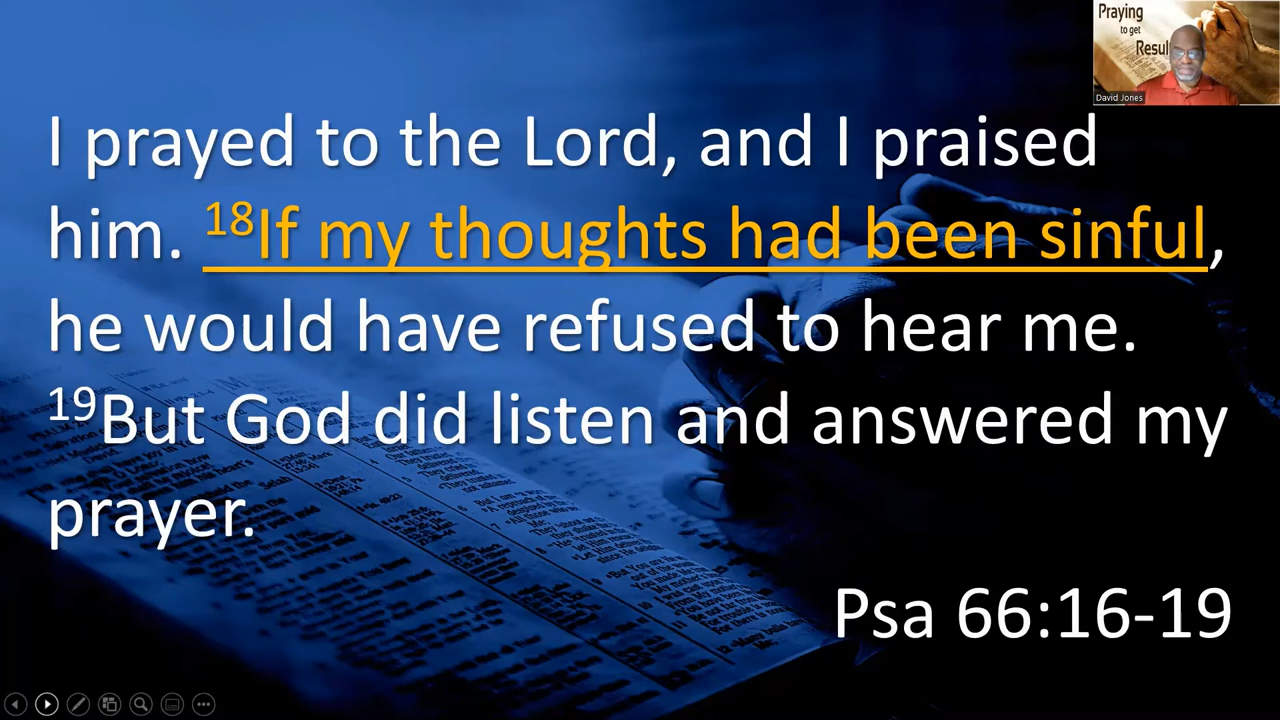 Praying
to get
Resul
David Jones
I prayed to the Lord, and I praised
him. 18If my thoughts had been sinful,
he would have refused to hear me.
19But God did listen and answered my
prayer.
Psa 66:16-19